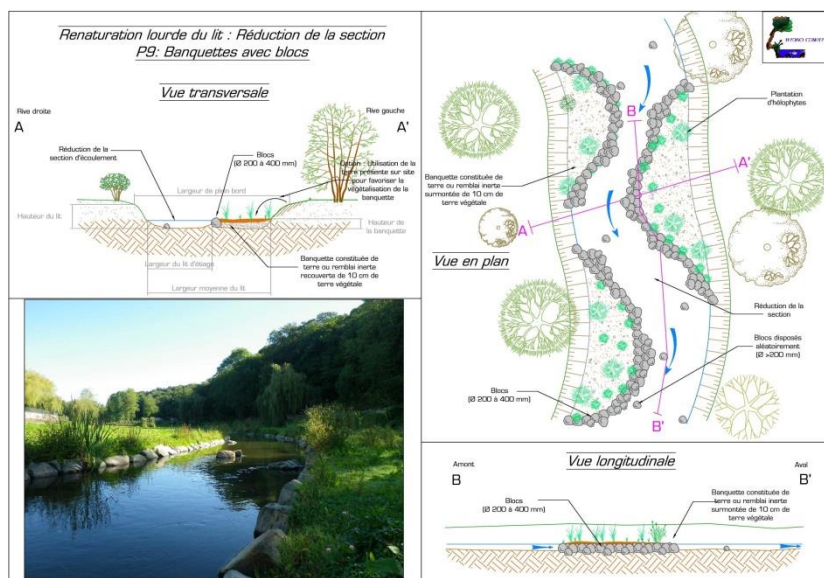 Renaturation lourde du lit : Réduction de la section
P9: Banquettes avec blocs
Vue transversale
Rive droite
A
Rive gauche
A'
Réduction de la
section d'écoulement
Blocs
(Ø 200 à 400 mm)
Option : Utilisation de la
terre présente sur site
pour favoriser la
végétalisation de la
banquette
Largeur de plein bord
Hauteur du lit
Hauteur de
la banquette
Largeur du lit d'étiage
Banquette constituée de
terre ou remblai inerte
recouverte de 10 cm de
terre végétale
Largeur moyenne du lit
HYDRO CONCEPT
Plantation
d'hélophytes
B
A'
Banquette constituée de
terre ou remblai inerte
surmontée de 10 cm de
terre végétale
A
Vue en plan
Réduction de la
section
Blocs disposés
aléatoirement
(Ø >200 mm)
Blocs
(Ø 200 à 400 mm)
B'
Vue longitudinale
Amont
B
Aval
B'
Blocs
(Ø 200 à 400 mm)
Banquette constituée de
terre ou remblai inerte
surmontée de 10 cm de
terre végétale